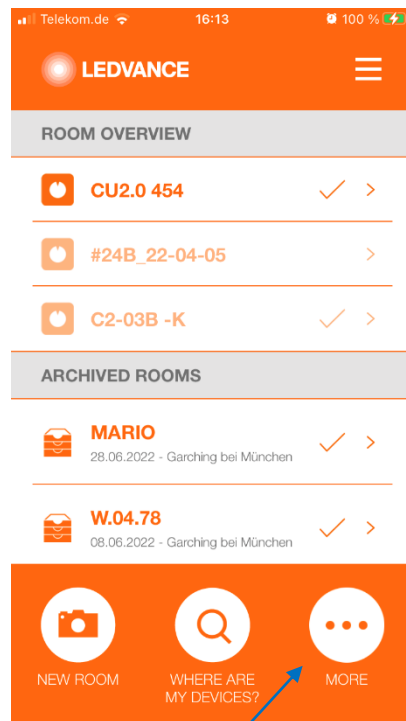 Telekom.de 16:13 100 %
LEDVANCE
ROOM OVERVIEW
CU2.0 454
#24B_22-04-05
C2-03B -K
ARCHIVED ROOMS
MARIO
28.06.2022 - Garching bei München
W.04.78
08.06.2022 - Garching bei München
NEW ROOM
WHERE ARE
MY DEVICES?
MORE